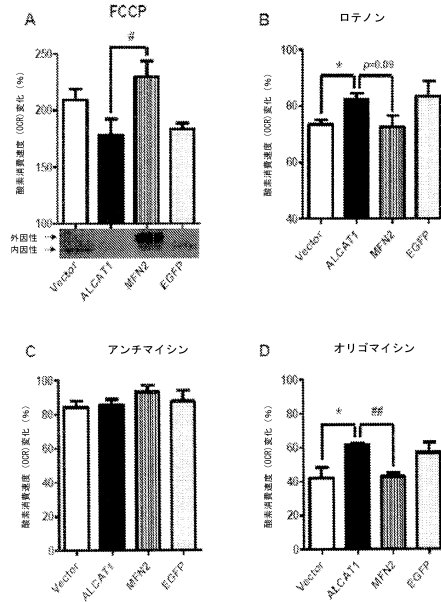 A
FCCP
酸素消費速度(OCR)変化(%)
250
200
150
100
#
外因性
内因性
Vector
ALCAT1
MFN2
EGFP
B
ロテノン
酸素消費速度(OCR)変化(%)
100
80
60
40
*
Vector
ALCAT1
MFN2
EGFP
C
アンチマイシン
酸素消費速度(OCR)変化(%)
100
80
60
40
20
0
Vector
ALCAT1
MFN2
EGFP
D
オリゴマイシン
酸素消費速度(OCR)変化(%)
100
80
60
40
20
0
*
##
Vector
ALCAT1
MFN2
EGFP